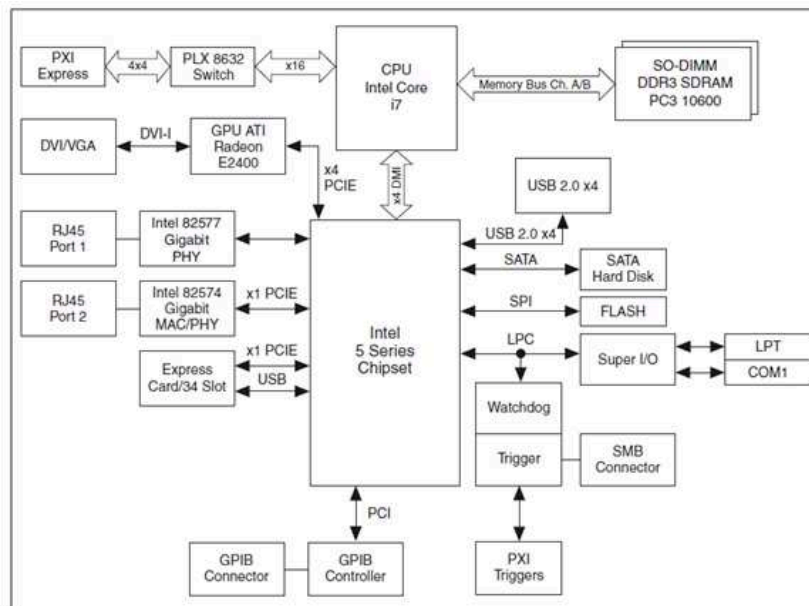 PXI
Express
4x4
PLX 8632
Switch
x16
CPU
Intel Core
i7
Memory Bus Ch. A/B
SO-DIMM
DDR3 SDRAM
PC3 10600
DVI/VGA
DVI-I
GPU ATI
Radeon
E2400
x4
PCIE
x4 DMI
USB 2.0 x4
USB 2.0 x4
RJ45
Port 1
Intel 82577
Gigabit
PHY
SATA
SATA
Hard Disk
RJ45
Port 2
Intel 82574
Gigabit
MAC/PHY
x1 PCIE
Intel
5 Series
Chipset
SPI
FLASH
LPC
Super I/O
LPT
COM1
Express
Card/34 Slot
x1 PCIE
USB
Watchdog
Trigger
SMB
Connector
PCI
GPIB
Connector
GPIB
Controller
PXI
Triggers